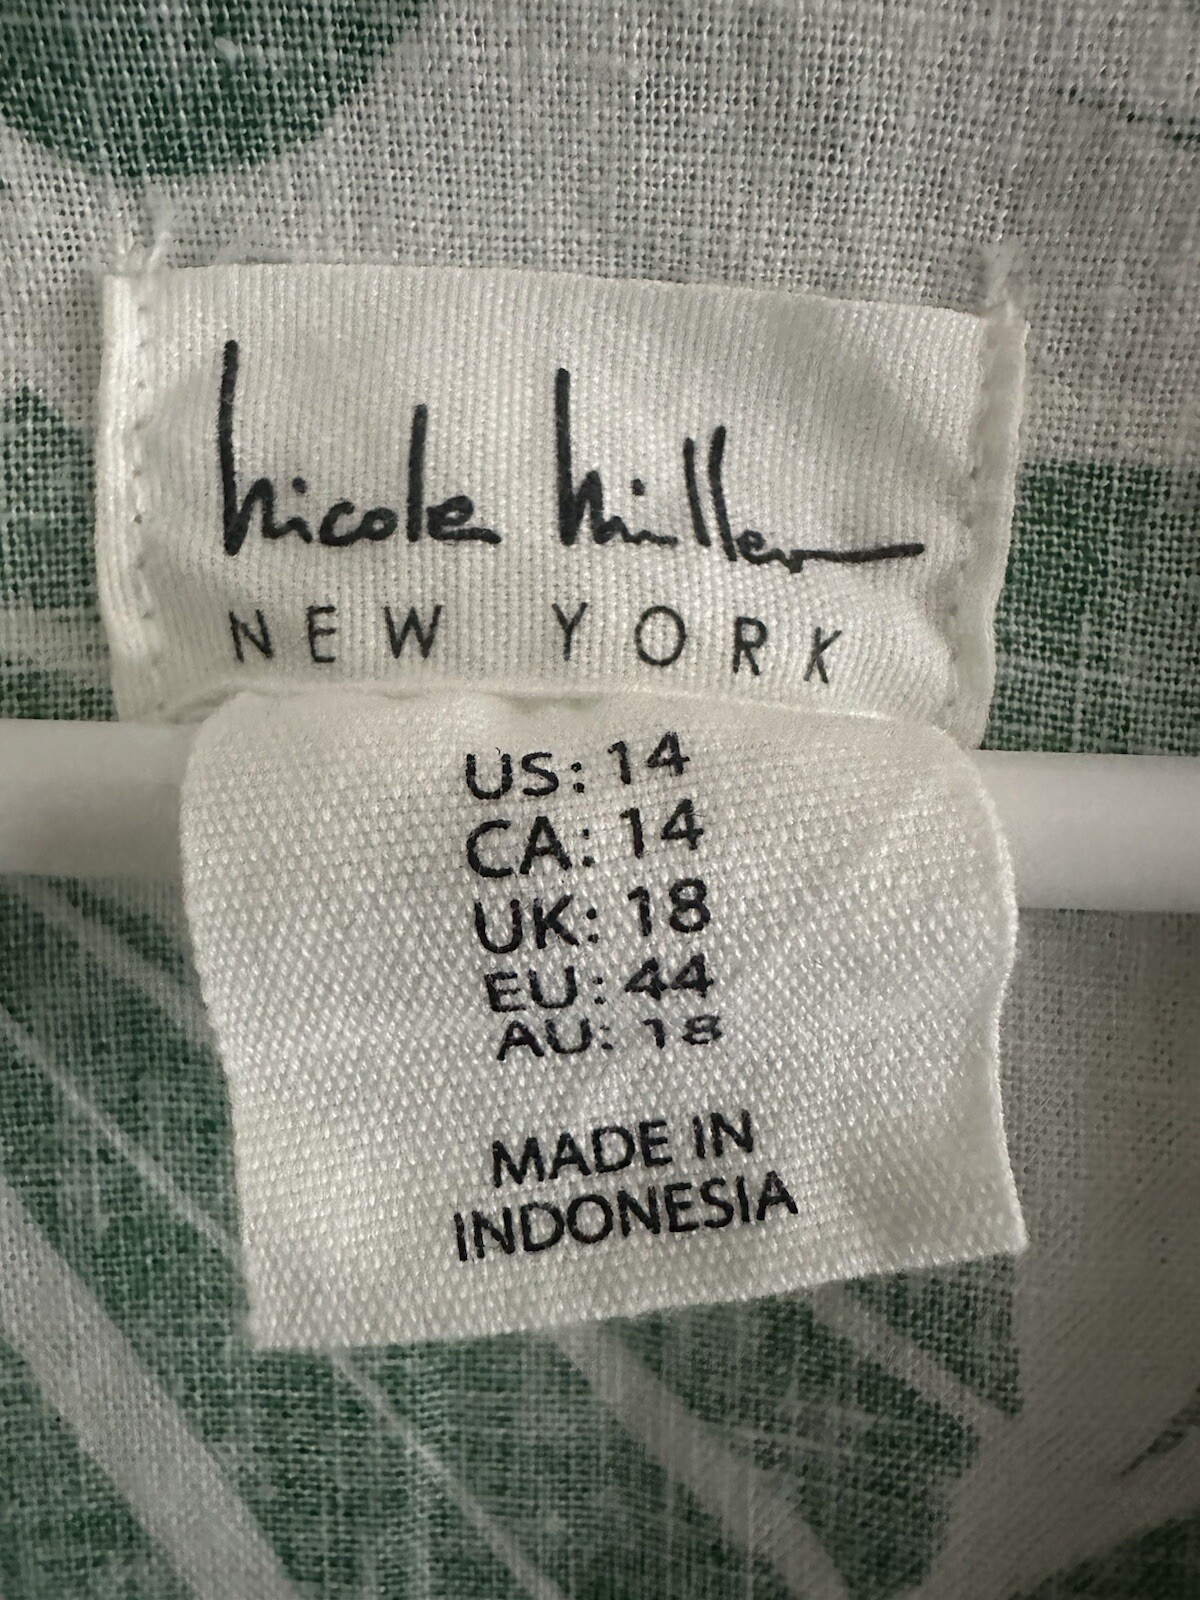 nicole miller
NEW YORK
US: 14
CA: 14
UK: 18
EU: 44
AU: 18
MADE IN
INDONESIA